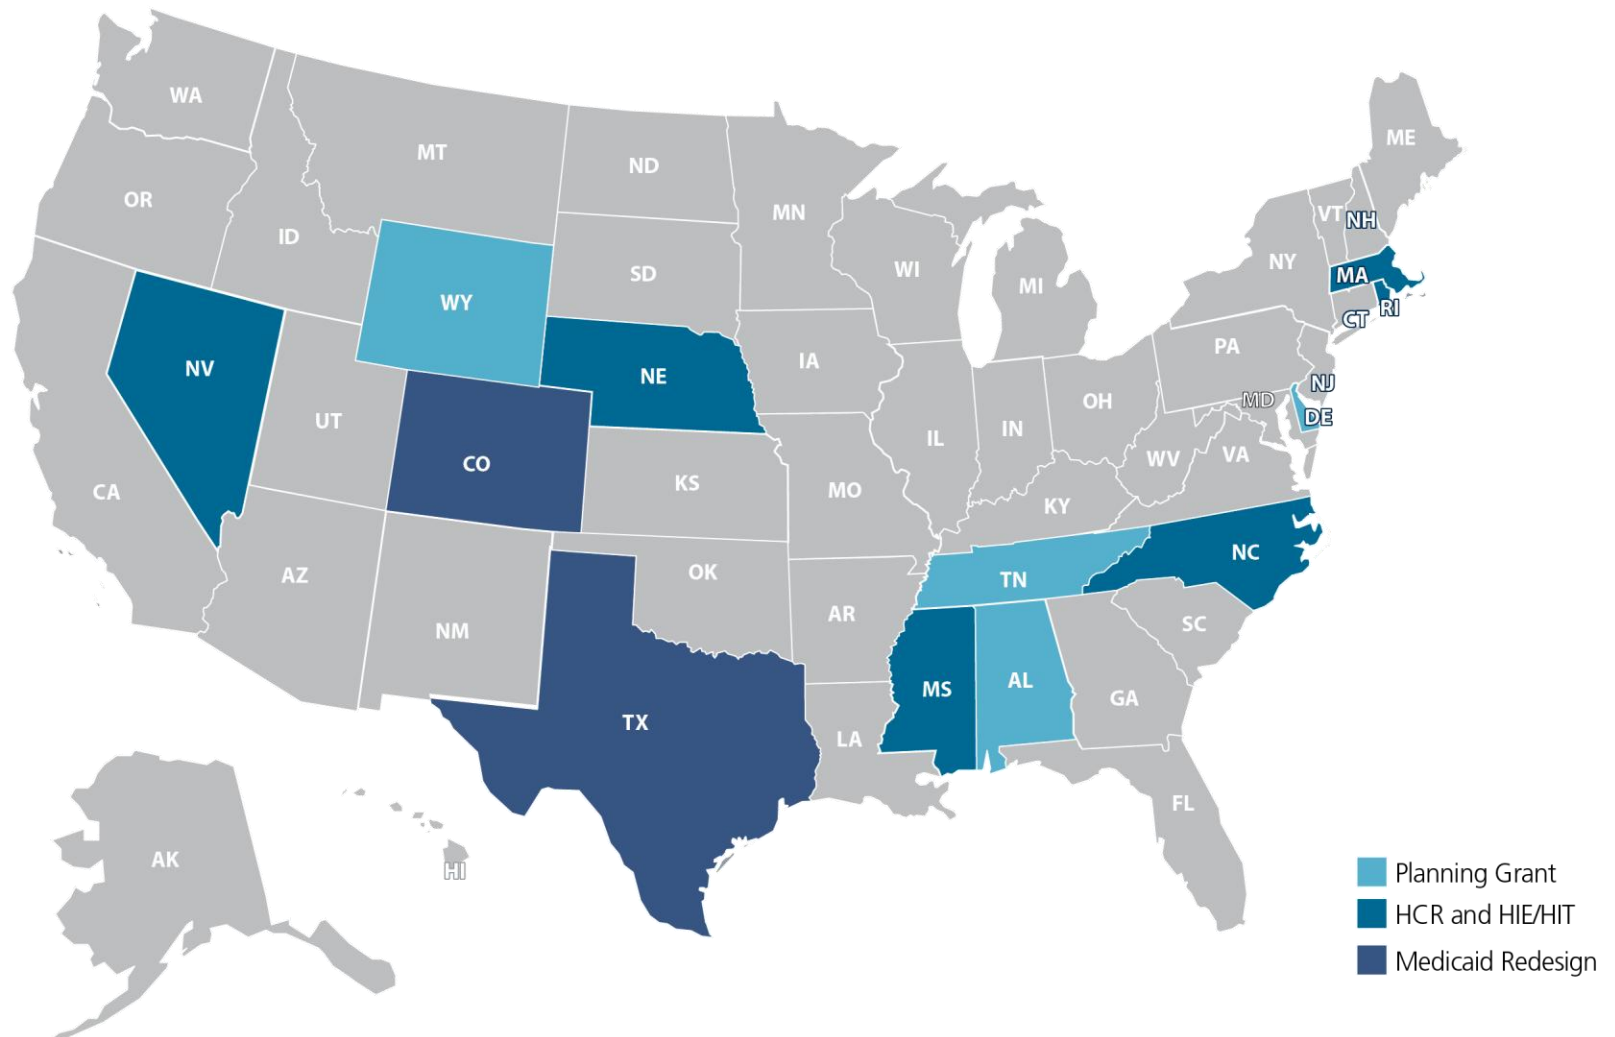 WA
MT
ND
MN
ME
OR
ID
SD
WI
MI
NY
VT
NH
MA
CT
RI
WY
NV
UT
CO
NE
IA
IL
IN
OH
PA
NJ
MD
DE
CA
AZ
NM
KS
MO
KY
WV
VA
OK
AR
TN
NC
TX
LA
MS
AL
GA
SC
FL
AK
HI
Planning Grant
HCR and HIE/HIT
Medicaid Redesign